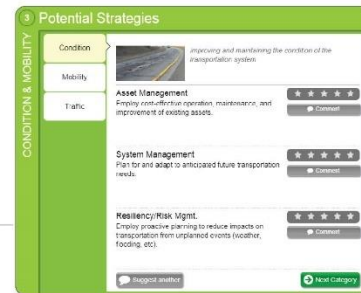 3 Potential Strategies
CONDITION & MOBILITY
Condition
Mobility
Traffic
Improving and maintaining the condition of the
transportation system
Asset Management
Employ cost-effective operation, maintenance, and
improvement of existing assets.
Comment
System Management
Plan for and adapt to anticipated future transportation
needs.
Comment
Resiliency/Risk Mgmt.
Employ proactive planning to reduce impacts on
transportation from unplanned events (weather,
flooding, etc).
Comment
Suggest another
Next Category